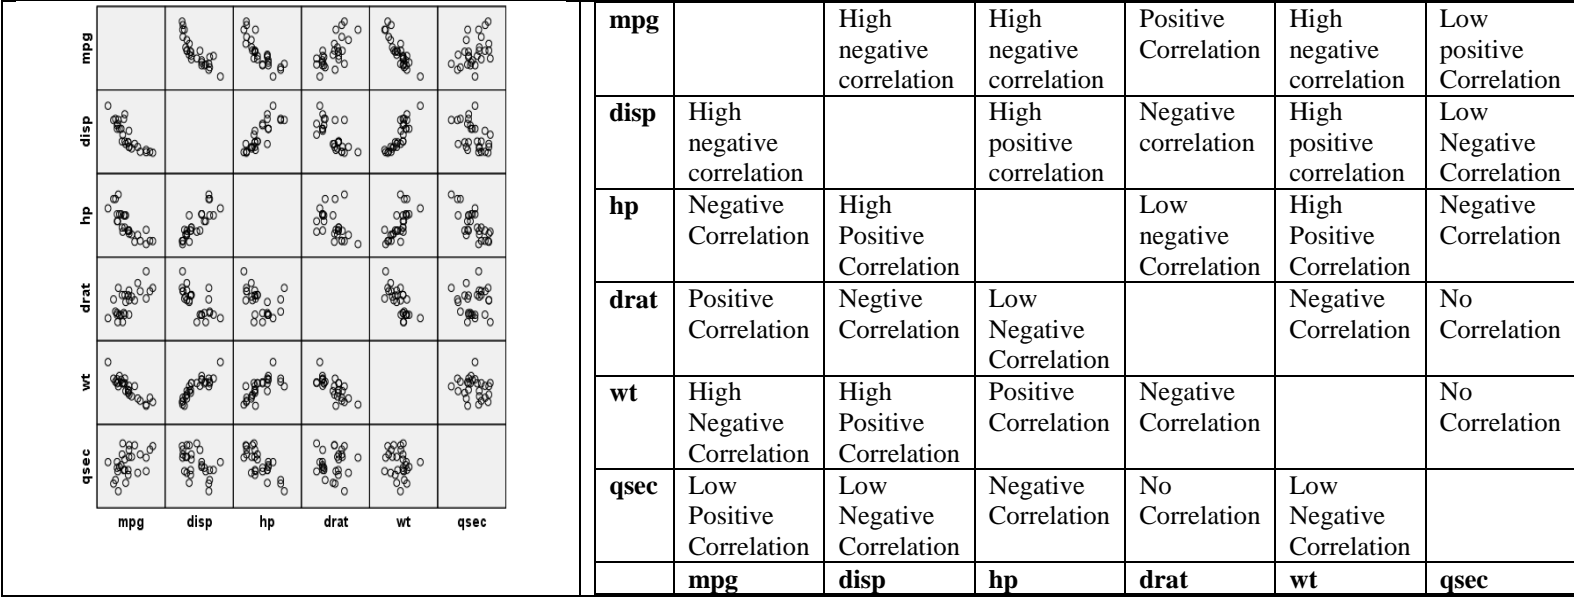 mpg
disp
hp
drat
wt
qsec
mpg disp hp drat wt qsec
mpg High High Positive High Low
negative negative Correlation negative positive
correlation correlation correlation Correlation
disp High High Negative High Low
negative positive correlation positive Negative
correlation correlation correlation Correlation
hp Negative High Low High Negative
Correlation Positive negative Positive Correlation
Correlation Correlation Correlation
drat Positive Negtive Low Negative No
Correlation Correlation Negative Correlation Correlation
Correlation
wt High High Positive Negative No
Negative Positive Correlation Correlation Correlation
Correlation Correlation
qsec Low Low Negative No Low
Positive Negative Correlation Correlation Negative
Correlation Correlation Correlation
mpg disp hp drat wt qsec